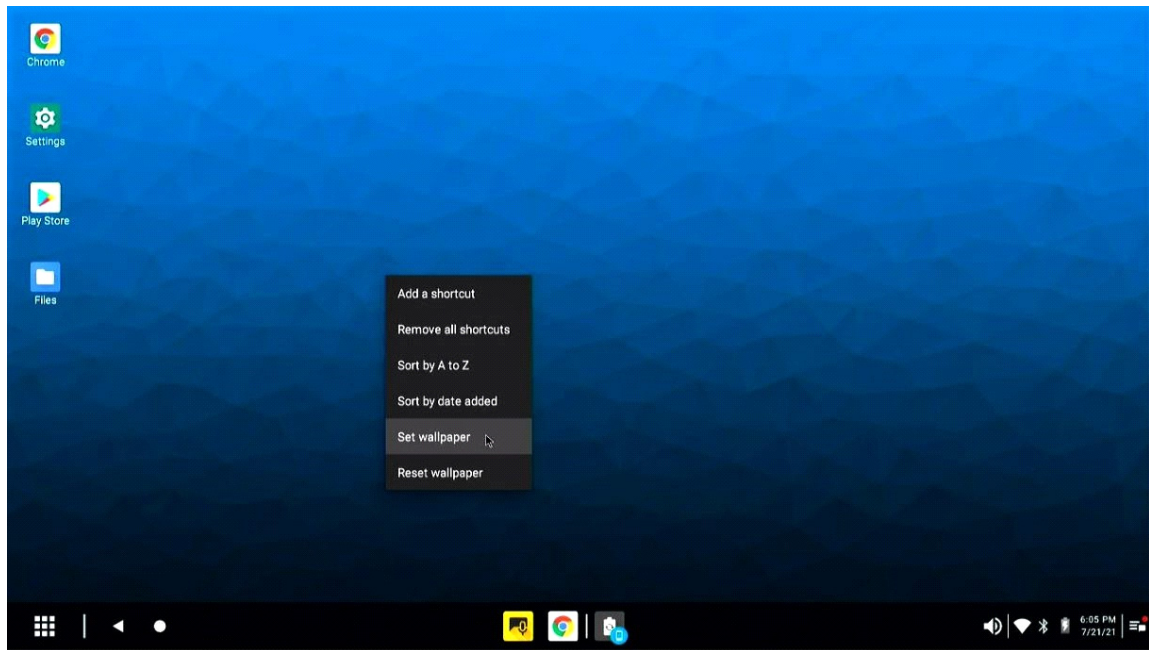 Chrome
Settings
Play Store
Files
Add a shortcut
Remove all shortcuts
Sort by A to Z
Sort by date added
Set wallpaper
Reset wallpaper
6:05 PM
7/21/21